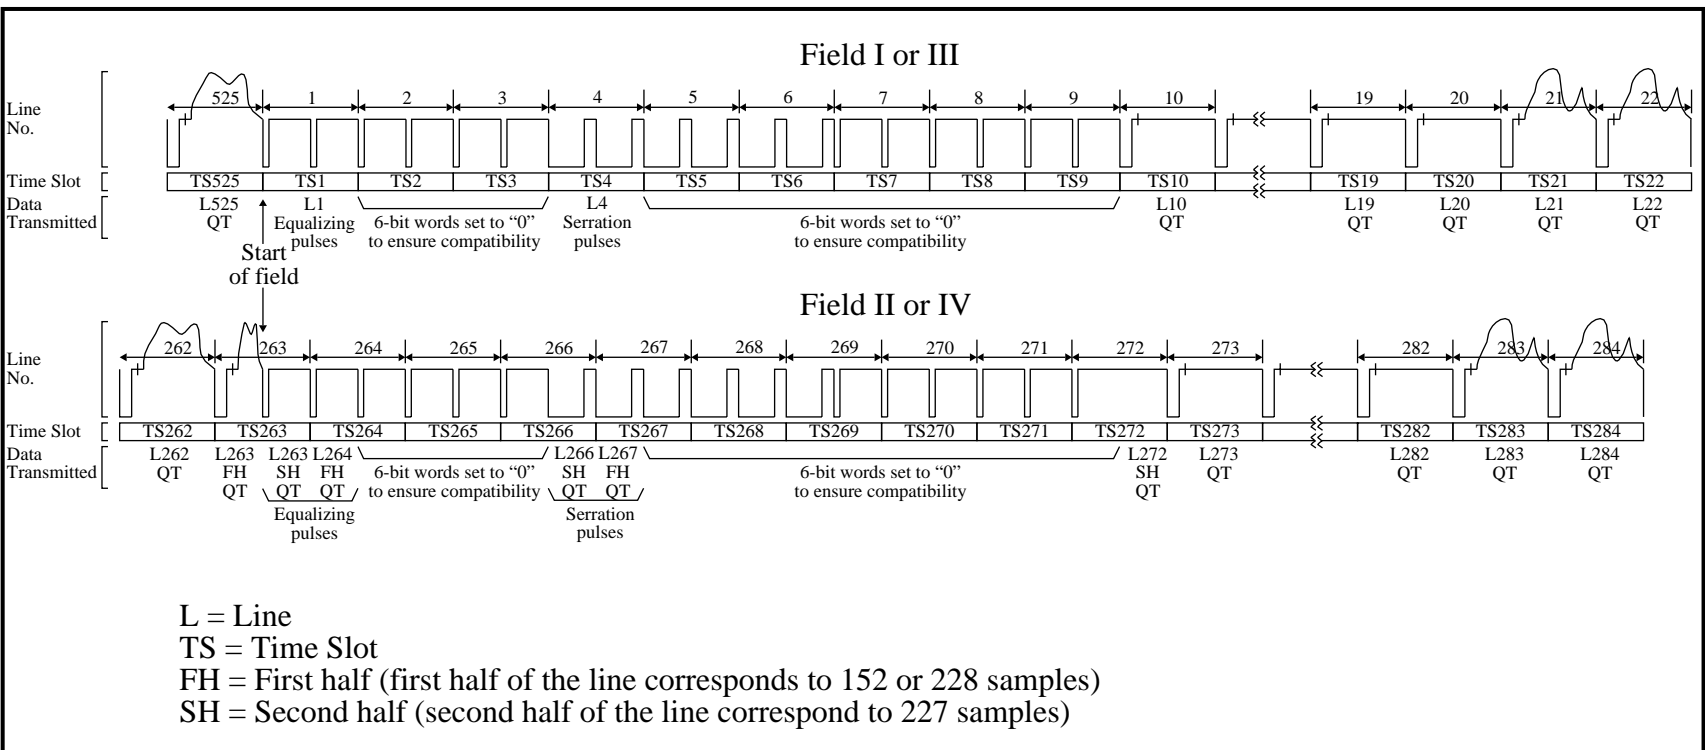 Field I or III
525 1 2 3 4 5 6 7 8 9 10 19 20 21 22
Line
No.
Time Slot TS525 TS1 TS2 TS3 TS4 TS5 TS6 TS7 TS8 TS9 TS10 TS19 TS20 TS21 TS22
Data L525 L1 L4 L10 L19 L20 L21 L22
Transmitted QT Equalizing 6-bit words set to “0” Serration 6-bit words set to “0” QT QT QT QT QT
pulses to ensure compatibility pulses to ensure compatibility
Start
of field
Field II or IV
262 263 264 265 266 267 268 269 270 271 272 273 282 283 284
Line
No.
Time Slot TS262 TS263 TS264 TS265 TS266 TS267 TS268 TS269 TS270 TS271 TS272 TS273 TS282 TS283 TS284
Data L262 L263 L263 L264 L266 L267 L272 L273 L282 L283 L284
Transmitted QT FH SH FH 6-bit words set to “0” SH FH 6-bit words set to “0” SH QT QT QT QT
QT QT QT to ensure compatibility QT QT to ensure compatibility QT
Equalizing Serration
pulses pulses
L = Line
TS = Time Slot
FH = First half (first half of the line corresponds to 152 or 228 samples)
SH = Second half (second half of the line correspond to 227 samples)